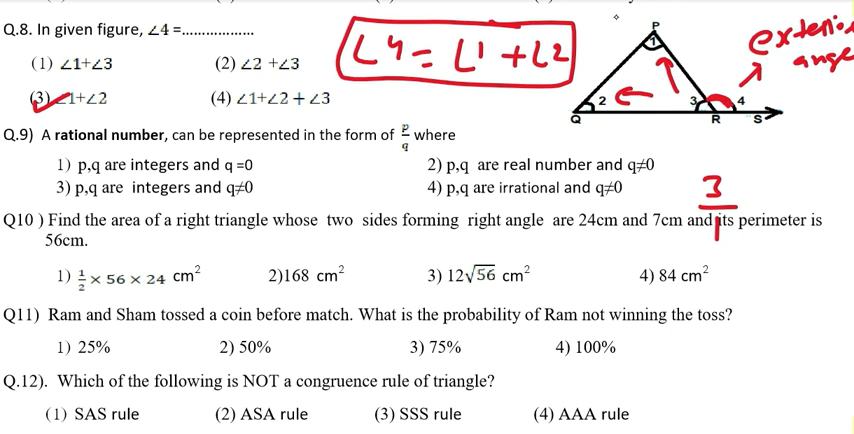 Q.8. In given figure, ∠4 =..................
∠4 = ∠1 + ∠2
exterior
angle
(1) ∠1+∠3 (2) ∠2 +∠3
(3) ∠1+∠2 (4) ∠1+∠2 + ∠3
P
1
2 3 4
Q R S
Q.9) A rational number, can be represented in the form of p/q where
1) p,q are integers and q =0 2) p,q are real number and q≠0
3) p,q are integers and q≠0 4) p,q are irrational and q≠0
3/1
Q10 ) Find the area of a right triangle whose two sides forming right angle are 24cm and 7cm and its perimeter is
56cm.
1) 1/2 × 56 × 24 cm² 2)168 cm² 3) 12√56 cm² 4) 84 cm²
Q11) Ram and Sham tossed a coin before match. What is the probability of Ram not winning the toss?
1) 25% 2) 50% 3) 75% 4) 100%
Q.12). Which of the following is NOT a congruence rule of triangle?
(1) SAS rule (2) ASA rule (3) SSS rule (4) AAA rule